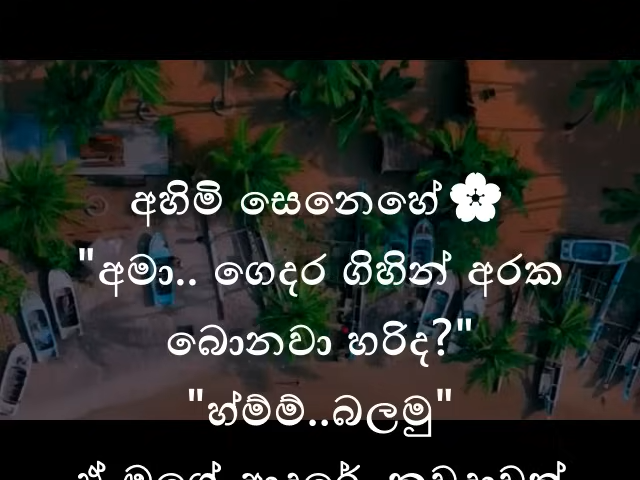 අහිමි සෙනෙහේ
"අමා.. ගෙදර ගිහින් අරක
බොනවා හරිද?"
"හ්ම්ම්..බලමු"